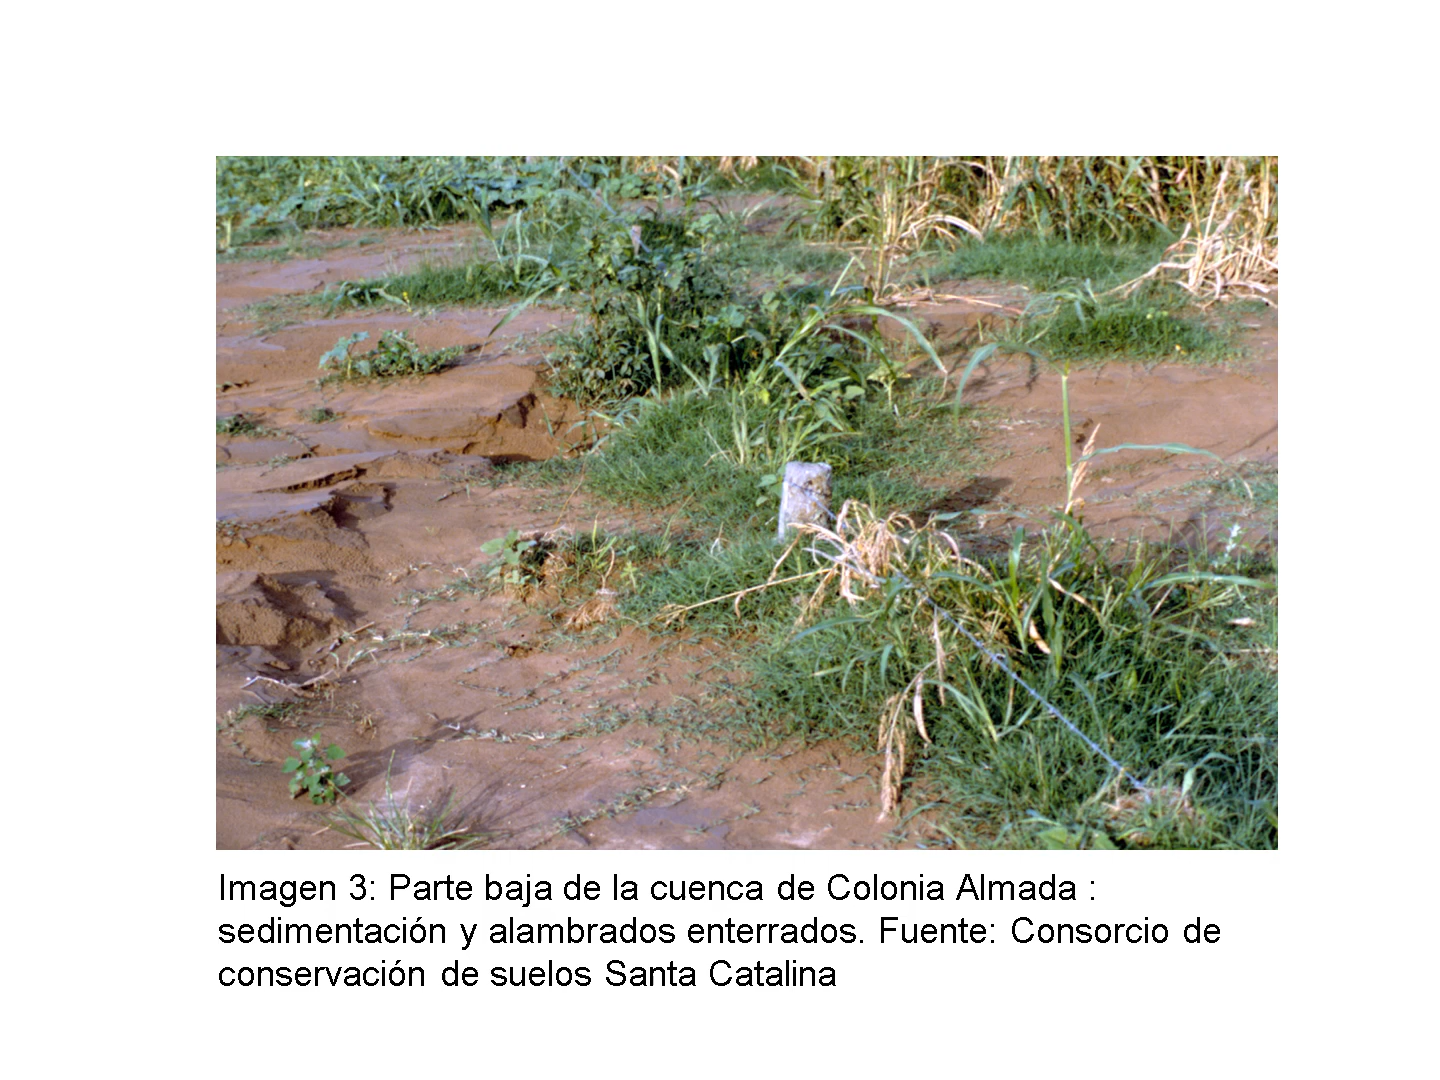 Imagen 3: Parte baja de la cuenca de Colonia Almada :
sedimentación y alambrados enterrados. Fuente: Consorcio de
conservación de suelos Santa Catalina